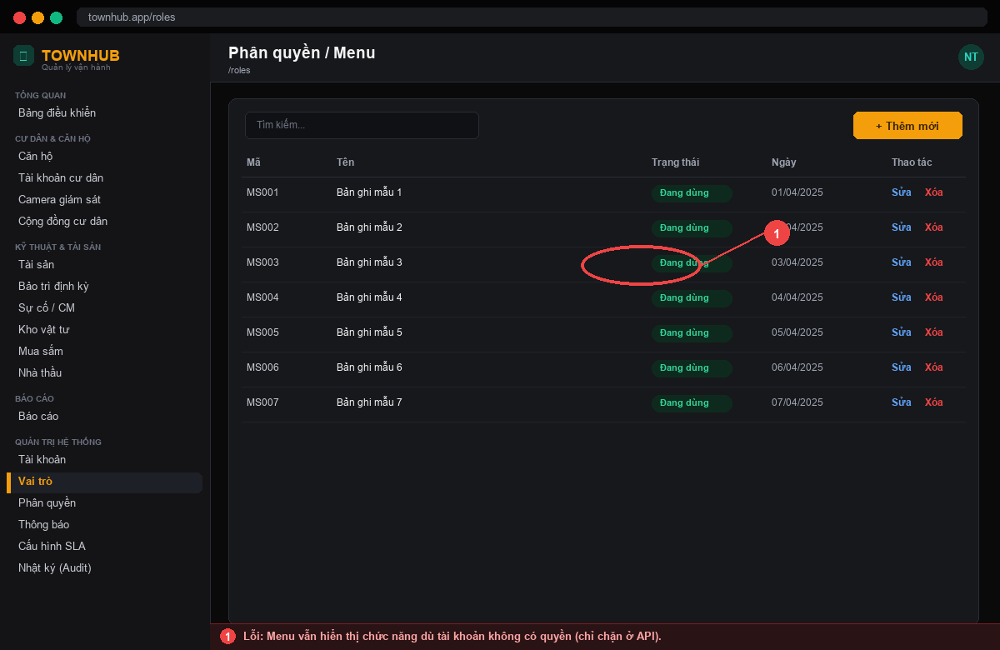 townhub.app/roles
TOWNHUB
Quản lý vận hành
TỔNG QUAN
Bảng điều khiển
CƯ DÂN & CĂN HỘ
Căn hộ
Tài khoản cư dân
Camera giám sát
Cộng đồng cư dân
KỸ THUẬT & TÀI SẢN
Tài sản
Bảo trì định kỳ
Sự cố / CM
Kho vật tư
Mua sắm
Nhà thầu
BÁO CÁO
Báo cáo
QUẢN TRỊ HỆ THỐNG
Tài khoản
Vai trò
Phân quyền
Thông báo
Cấu hình SLA
Nhật ký (Audit)
Phân quyền / Menu
/roles
NT
Tìm kiếm...
+ Thêm mới
Mã Tên Trạng thái Ngày Thao tác
MS001 Bản ghi mẫu 1 Đang dùng 01/04/2025 Sửa Xóa
MS002 Bản ghi mẫu 2 Đang dùng 04/2025 Sửa Xóa
1
MS003 Bản ghi mẫu 3 Đang dùng 03/04/2025 Sửa Xóa
MS004 Bản ghi mẫu 4 Đang dùng 04/04/2025 Sửa Xóa
MS005 Bản ghi mẫu 5 Đang dùng 05/04/2025 Sửa Xóa
MS006 Bản ghi mẫu 6 Đang dùng 06/04/2025 Sửa Xóa
MS007 Bản ghi mẫu 7 Đang dùng 07/04/2025 Sửa Xóa
1 Lỗi: Menu vẫn hiển thị chức năng dù tài khoản không có quyền (chỉ chặn ở API).